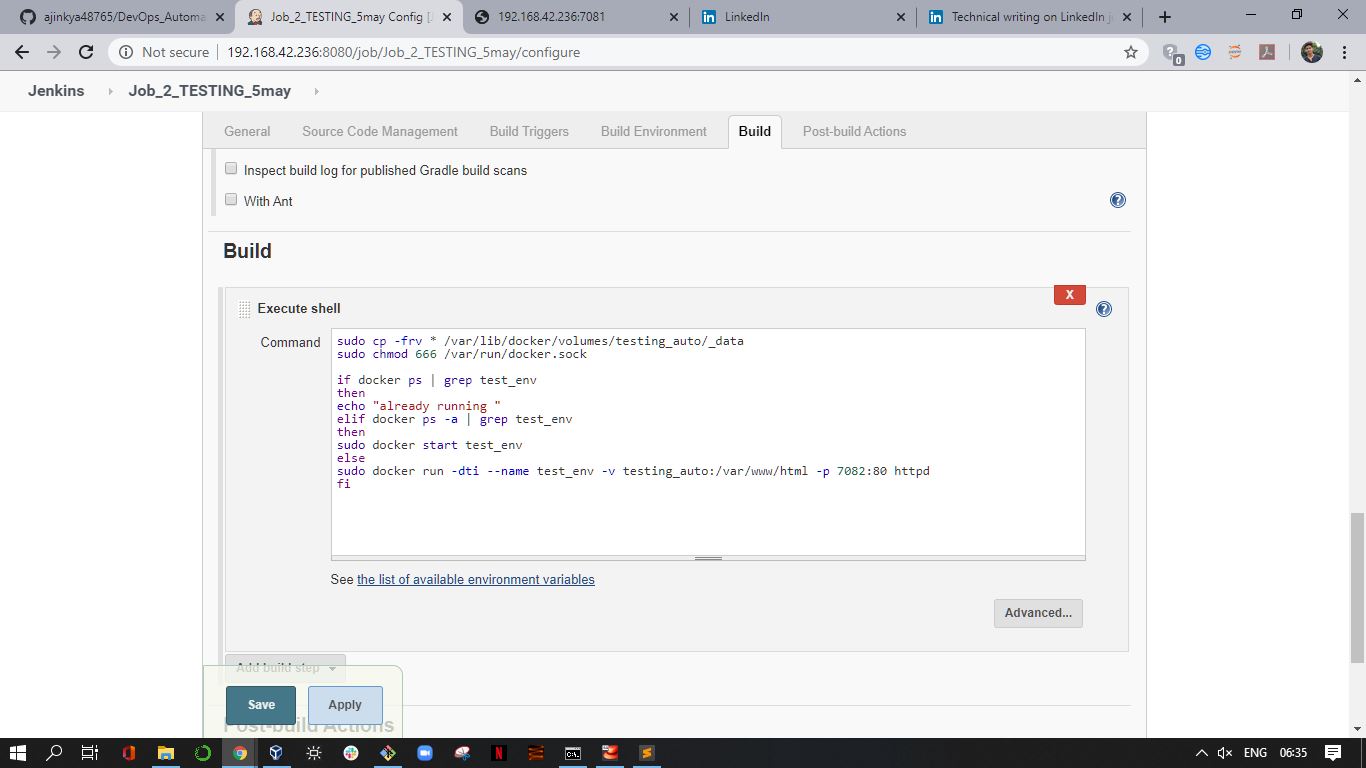 ajinkya48765/DevOps_Automa
Job_2_TESTING_5may Config [J
192.168.42.236:7081
LinkedIn
Technical writing on LinkedIn ju
Not secure | 192.168.42.236:8080/job/Job_2_TESTING_5may/configure
0
Jenkins
Job_2_TESTING_5may
General
Source Code Management
Build Triggers
Build Environment
Build
Post-build Actions
Inspect build log for published Gradle build scans
With Ant
Build
X
Execute shell
Command
sudo cp -frv * /var/lib/docker/volumes/testing_auto/_data
sudo chmod 666 /var/run/docker.sock
if docker ps | grep test_env
then
echo "already running "
elif docker ps -a | grep test_env
then
sudo docker start test_env
else
sudo docker run -dti --name test_env -v testing_auto:/var/www/html -p 7082:80 httpd
fi
See the list of available environment variables
Advanced...
Add build step
Save
Apply
Post-build Actions
ENG
06:35